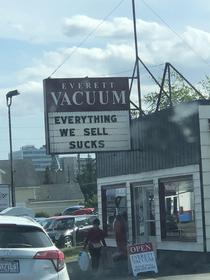 EVERETT
VACUUM
EVERYTHING
WE SELL
SUCKS
OPEN